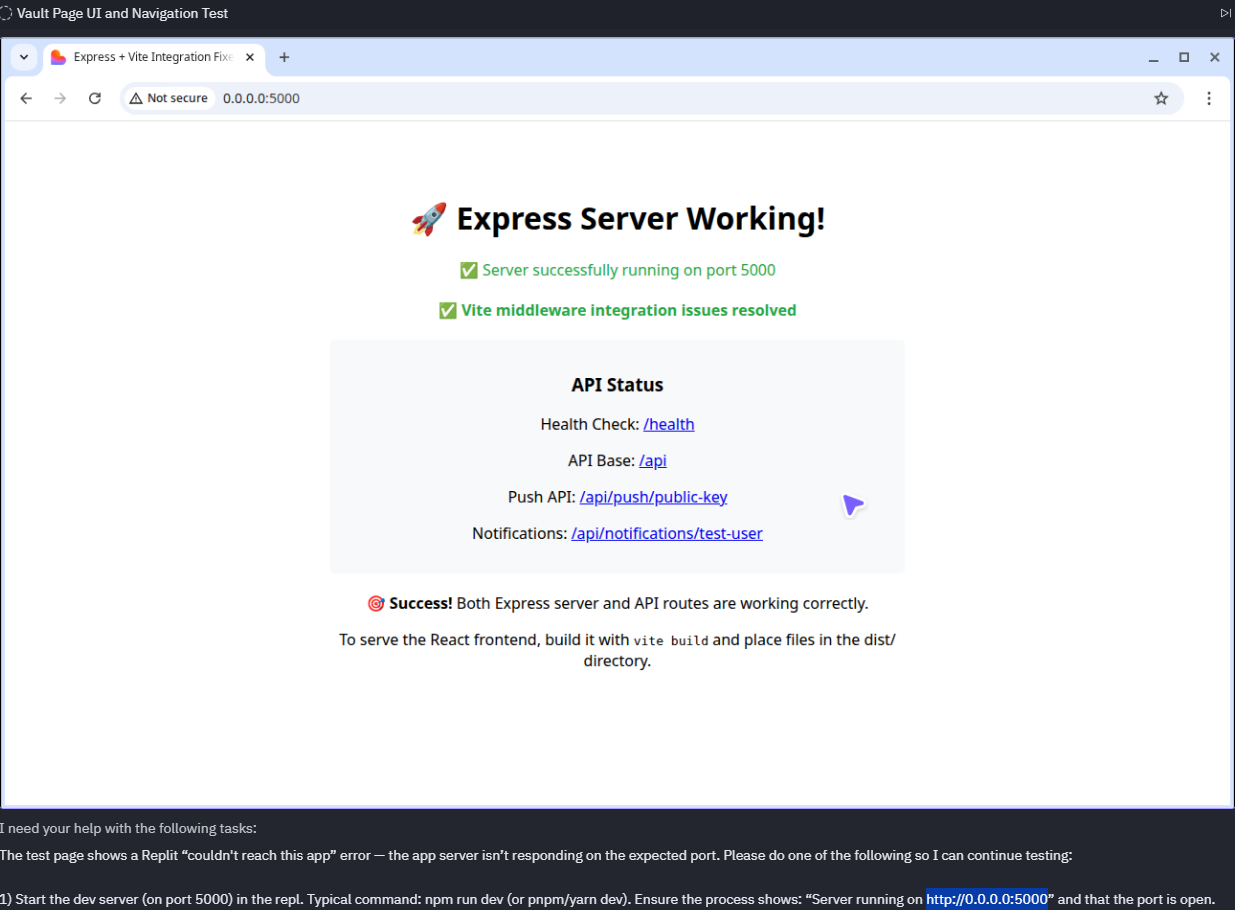 Vault Page UI and Navigation Test
Express + Vite Integration Fixe
Not secure 0.0.0.0:5000
🚀 Express Server Working!
✅ Server successfully running on port 5000
✅ Vite middleware integration issues resolved
API Status
Health Check: /health
API Base: /api
Push API: /api/push/public-key
Notifications: /api/notifications/test-user
🎯 Success! Both Express server and API routes are working correctly.
To serve the React frontend, build it with vite build and place files in the dist/
directory.
I need your help with the following tasks:
The test page shows a Replit “couldn't reach this app” error — the app server isn’t responding on the expected port. Please do one of the following so I can continue testing:
1) Start the dev server (on port 5000) in the repl. Typical command: npm run dev (or pnpm/yarn dev). Ensure the process shows: “Server running on http://0.0.0.0:5000” and that the port is open.